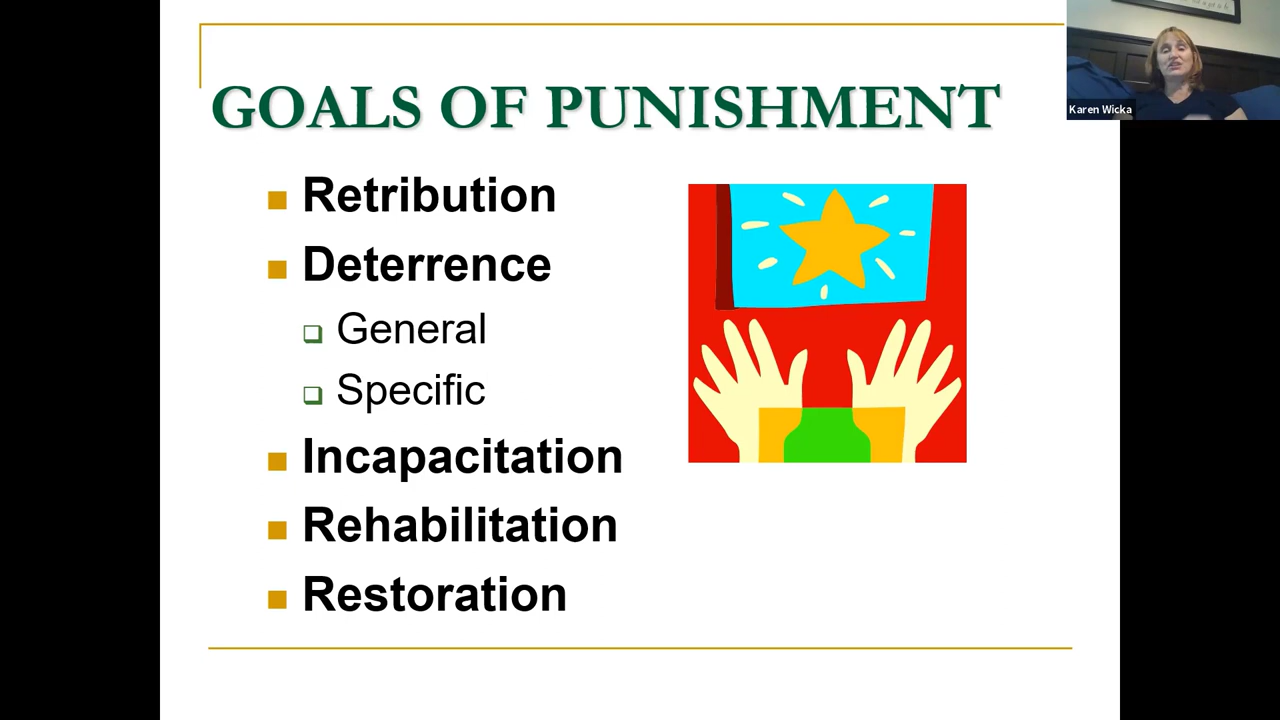 GOALS OF PUNISHMENT
Karen Wicka
Retribution
Deterrence
General
Specific
Incapacitation
Rehabilitation
Restoration